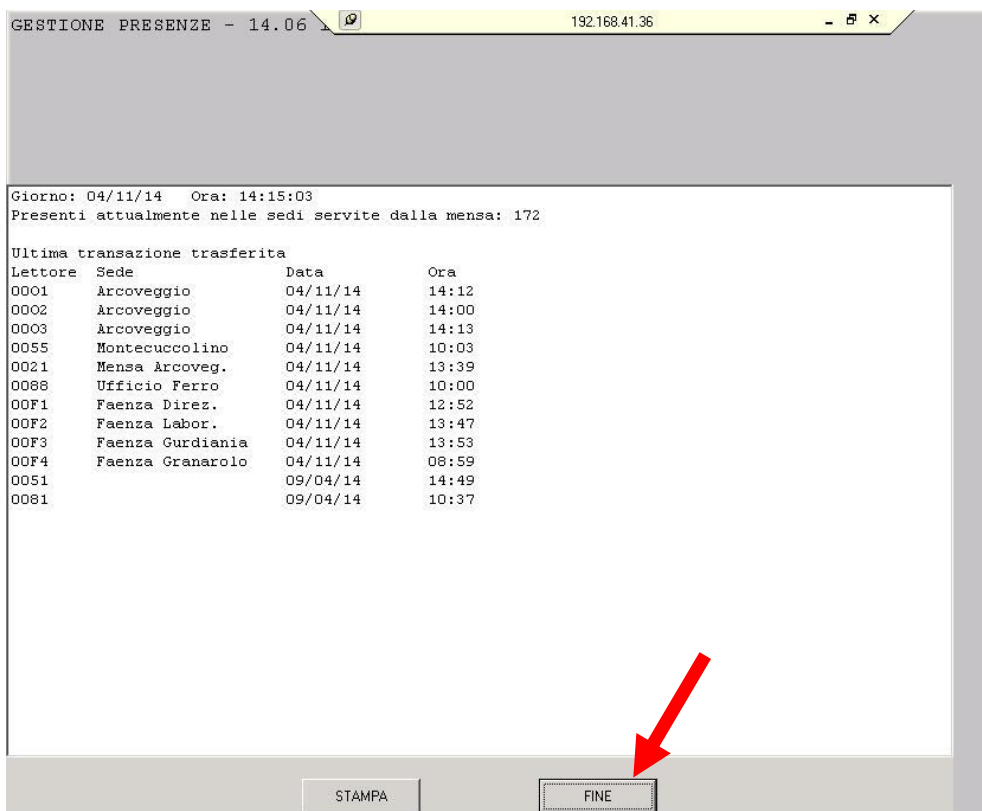 GESTIONE PRESENZE - 14.06
192.168.41.36
Giorno: 04/11/14 Ora: 14:15:03
Presenti attualmente nelle sedi servite dalla mensa: 172
Ultima transazione trasferita
Lettore Sede Data Ora
0001 Arcoveggio 04/11/14 14:12
0002 Arcoveggio 04/11/14 14:00
0003 Arcoveggio 04/11/14 14:13
0055 Montecuccolino 04/11/14 10:03
0021 Mensa Arcoveg. 04/11/14 13:39
0088 Ufficio Ferro 04/11/14 10:00
00F1 Faenza Direz. 04/11/14 12:52
00F2 Faenza Labor. 04/11/14 13:47
00F3 Faenza Gurdiania 04/11/14 13:53
00F4 Faenza Granarolo 04/11/14 08:59
0051 09/04/14 14:49
0081 09/04/14 10:37
STAMPA FINE